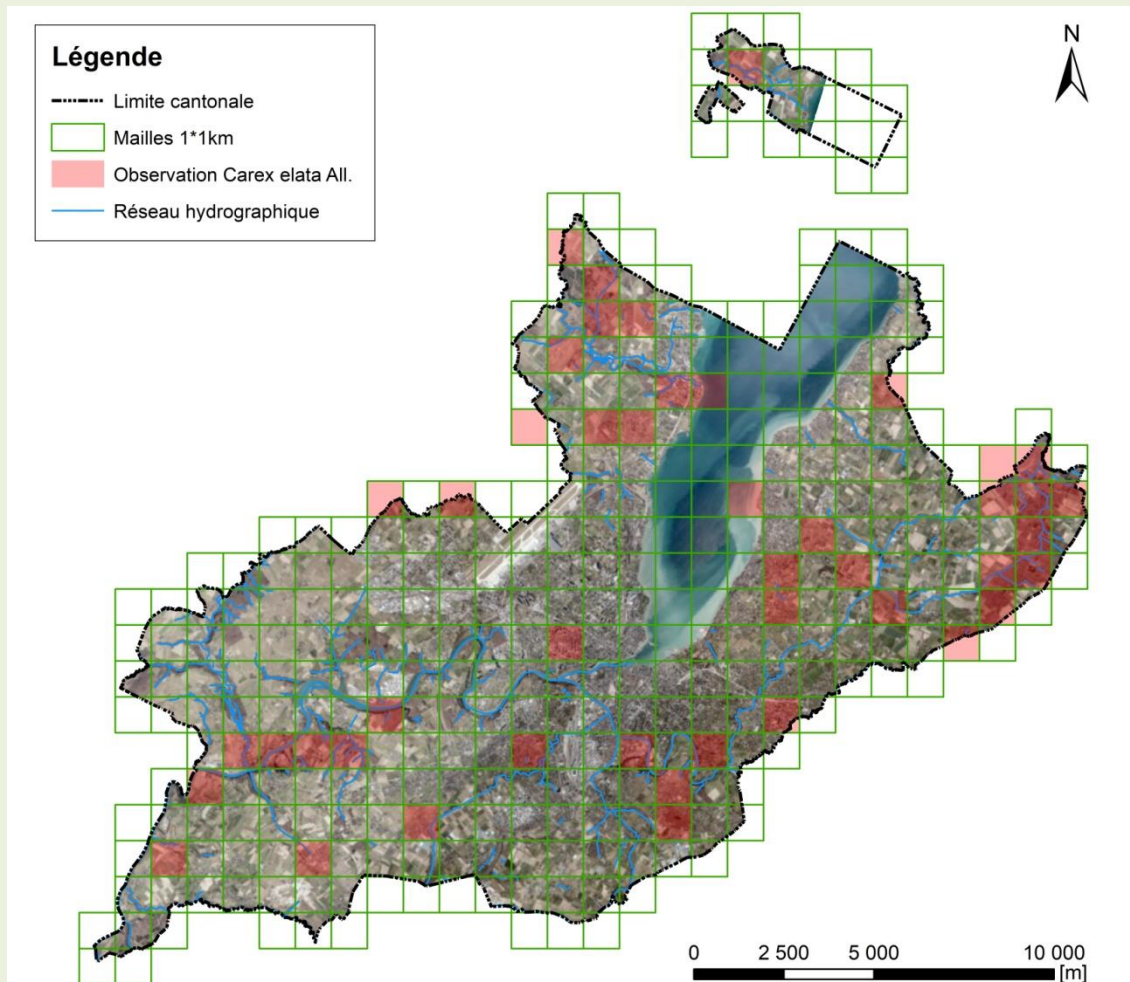 Légende
Limite cantonale
Mailles 1*1km
Observation Carex elata All.
Réseau hydrographique
N
0 2 500 5 000 10 000
[m]